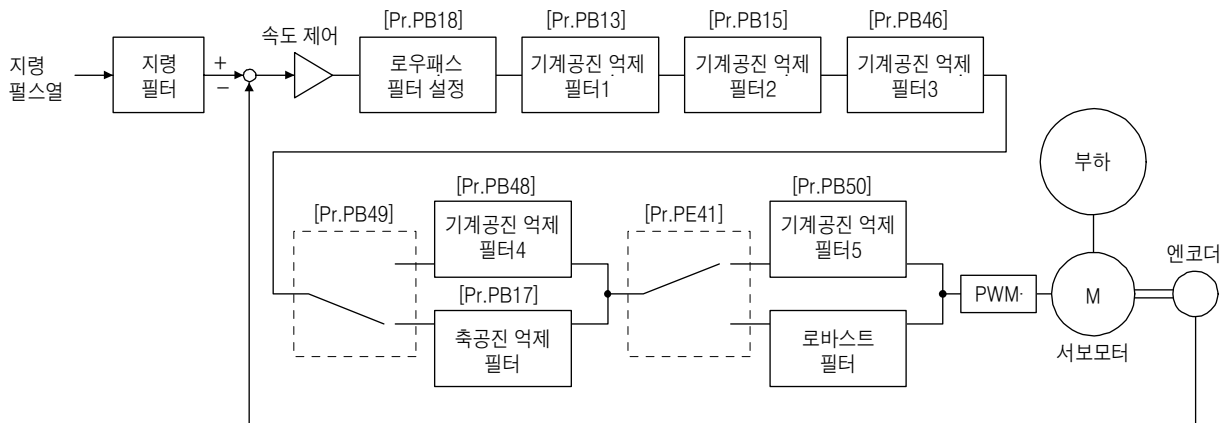 [Pr.PB18]
[Pr.PB13]
[Pr.PB15]
[Pr.PB46]
속도 제어
지령
펄스열
지령
필터
+
−
로우패스
필터 설정
기계공진 억제
필터1
기계공진 억제
필터2
기계공진 억제
필터3
부하
[Pr.PB48]
[Pr.PB50]
[Pr.PB49]
[Pr.PE41]
기계공진 억제
필터4
기계공진 억제
필터5
엔코더
[Pr.PB17]
PWM
M
축공진 억제
필터
로바스트
필터
서보모터